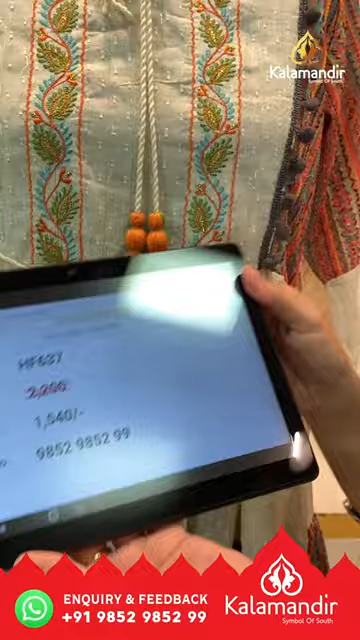 Kalamandir
Symbol Of South
HF637
2,200
1,540/-
9852 9852 99
ENQUIRY & FEEDBACK
+91 9852 9852 99
Kalamandir
Symbol Of South